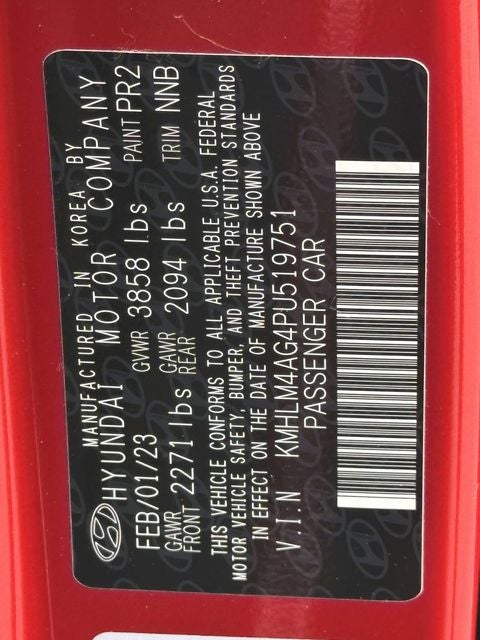 MANUFACTURED IN KOREA BY
HYUNDAI MOTOR COMPANY
FEB/01/23 GVWR 3858 lbs PAINT PR2
GAWR FRONT 2271 lbs GAWR REAR 2094 lbs TRIM NNB
THIS VEHICLE CONFORMS TO ALL APPLICABLE U.S.A. FEDERAL
MOTOR VEHICLE SAFETY, BUMPER, AND THEFT PREVENTION STANDARDS
IN EFFECT ON THE DATE OF MANUFACTURE SHOWN ABOVE
V.I.N KMHLM4AG4PU519751
PASSENGER CAR